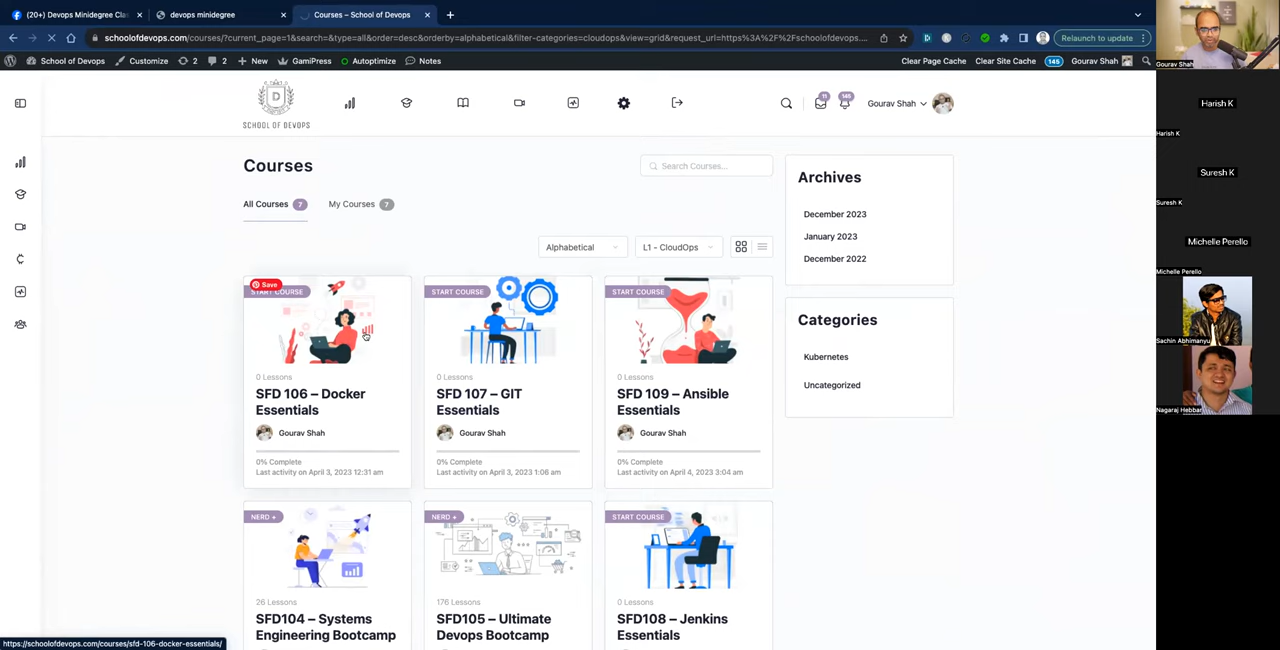 (20+) Devops Minidegree Cla
devops minidegree
Courses – School of Devops
schoolofdevops.com/courses/?current_page=1&search=&type=all&order=desc&orderby=alphabetical&filter-categories=cloudops&view=grid&request_url=https%3A%2F%2Fschoolofdevops....
Relaunch to update
School of Devops
Customize
2
2
New
GamiPress
Autoptimize
Notes
Clear Page Cache
Clear Site Cache
145
Gourav Shah
D
SCHOOL OF DEVOPS
11
145
Gourav Shah
Courses
Search Courses...
All Courses 7
My Courses 7
Alphabetical
L1 - CloudOps
Save
START COURSE
0 Lessons
SFD 106 – Docker
Essentials
Gourav Shah
0% Complete
Last activity on April 3, 2023 12:31 am
START COURSE
0 Lessons
SFD 107 – GIT
Essentials
Gourav Shah
0% Complete
Last activity on April 3, 2023 1:06 am
START COURSE
0 Lessons
SFD 109 – Ansible
Essentials
Gourav Shah
0% Complete
Last activity on April 4, 2023 3:04 am
NERD +
26 Lessons
SFD104 – Systems
Engineering Bootcamp
NERD +
176 Lessons
SFD105 – Ultimate
Devops Bootcamp
START COURSE
0 Lessons
SFD108 – Jenkins
Essentials
Archives
December 2023
January 2023
December 2022
Categories
Kubernetes
Uncategorized
https://schoolofdevops.com/courses/sfd-106-docker-essentials/
Gourav Shah
Harish K
Harish K
Suresh K
Suresh K
Michelle Perello
Michelle Perello
Sachin Abhimanyu
Nagaraj Hebbar